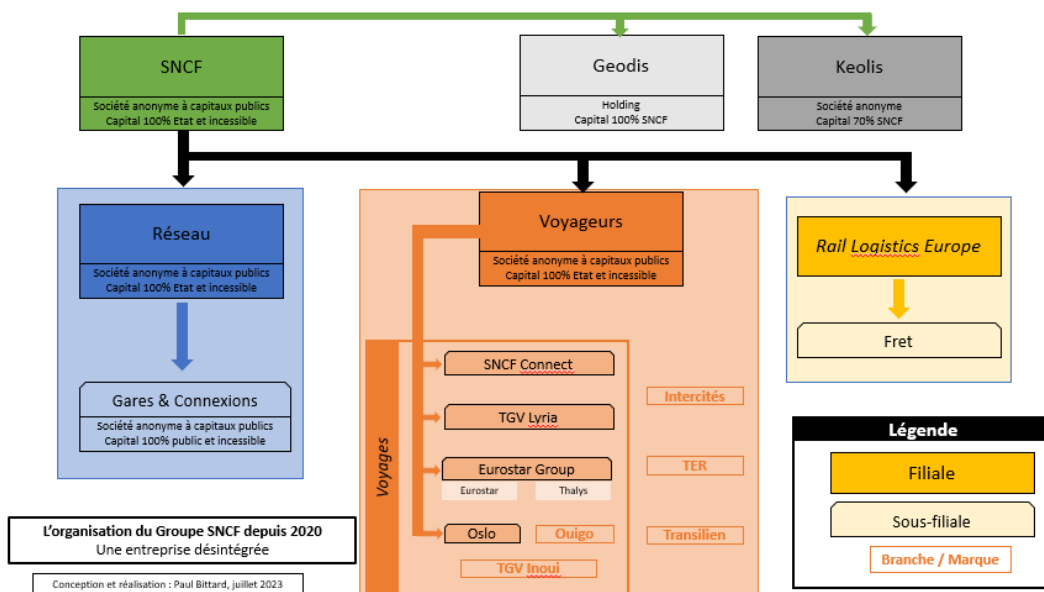 SNCF
Société anonyme à capitaux publics
Capital 100% Etat et incessible
Geodis
Holding
Capital 100% SNCF
Keolis
Société anonyme
Capital 70% SNCF
Réseau
Société anonyme à capitaux publics
Capital 100% Etat et incessible
Gares & Connexions
Société anonyme à capitaux publics
Capital 100% public et incessible
Voyageurs
Société anonyme à capitaux publics
Capital 100% Etat et incessible
Voyages
SNCF Connect
TGV Lyria
Eurostar Group
Eurostar
Thalys
Oslo
Ouigo
TGV Inoui
Intercités
TER
Transilien
Rail Logistics Europe
Fret
Légende
Filiale
Sous-filiale
Branche / Marque
L'organisation du Groupe SNCF depuis 2020
Une entreprise désintégrée
Conception et réalisation : Paul Bittard, juillet 2023